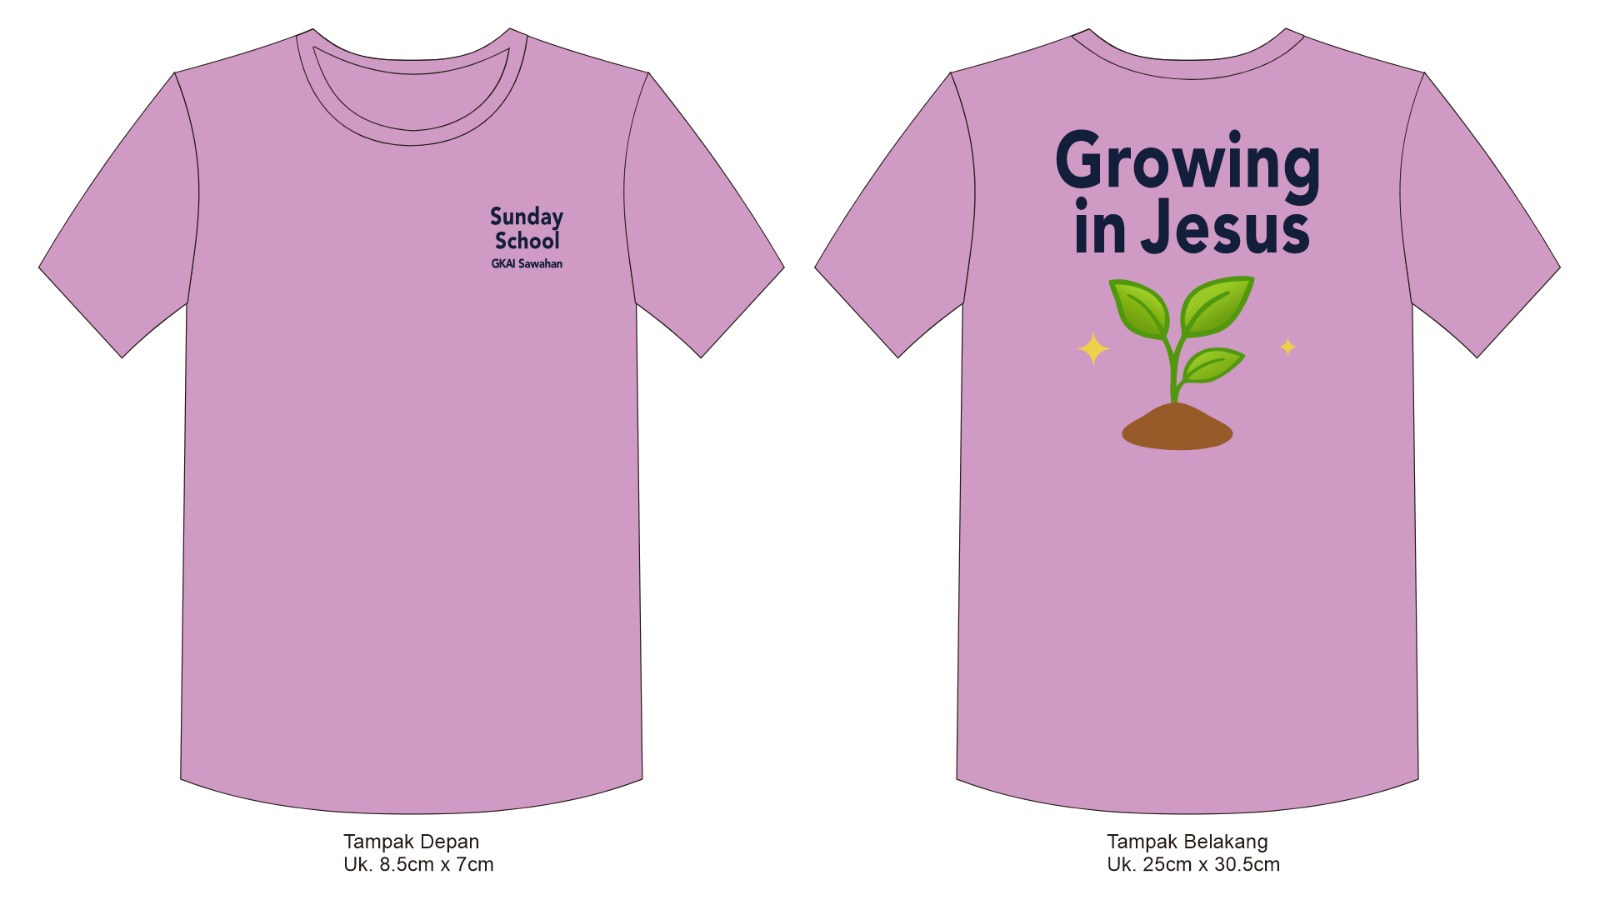 Sunday
School
GKAI Sawahan
Growing
in Jesus
Tampak Depan
Uk. 8.5cm x 7cm
Tampak Belakang
Uk. 25cm x 30.5cm